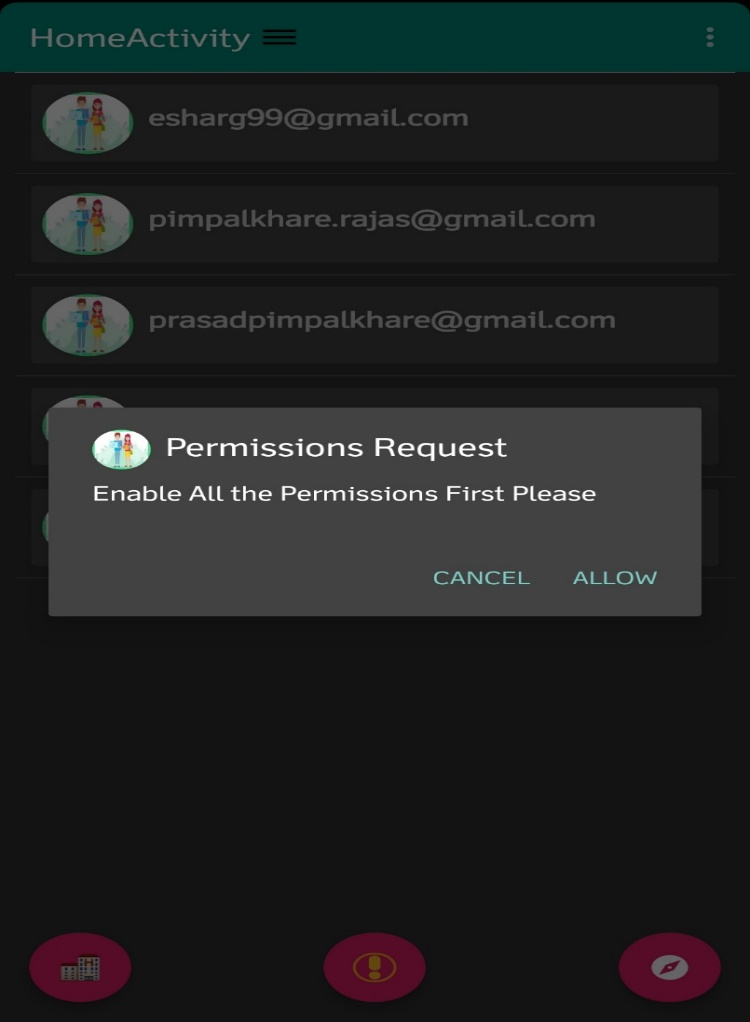 HomeActivity
esharg99@gmail.com
pimpalkhare.rajas@gmail.com
prasadpimpalkhare@gmail.com
Permissions Request
Enable All the Permissions First Please
CANCEL ALLOW